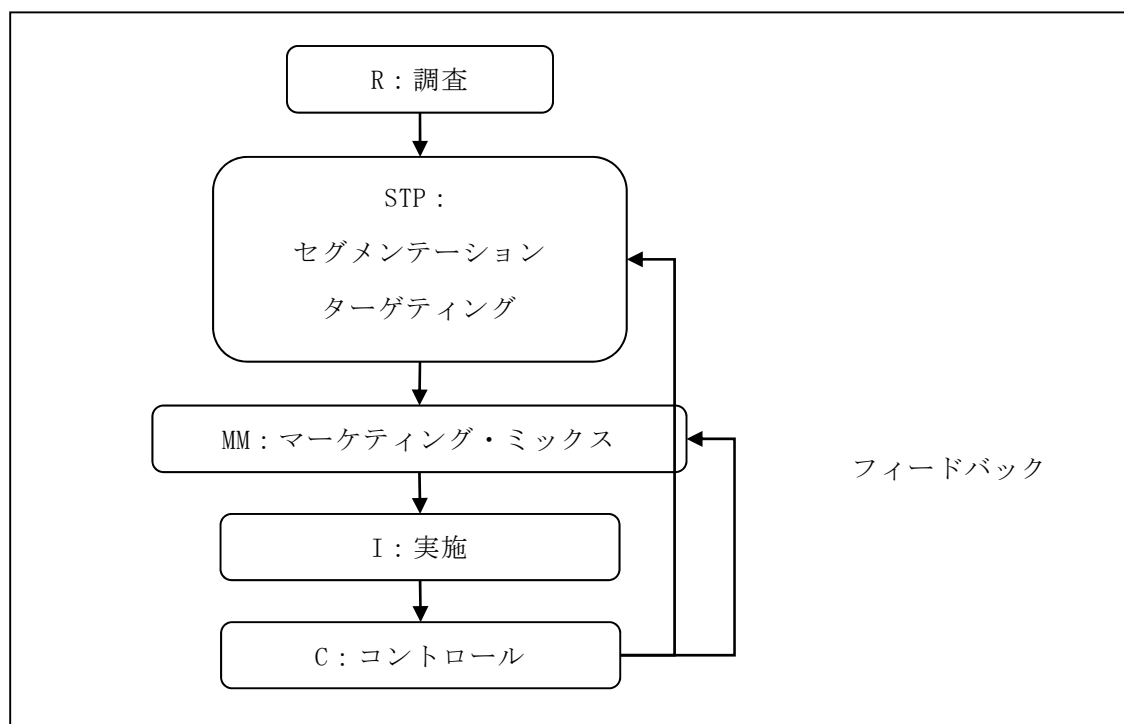 R：調査
STP：
セグメンテーション
ターゲティング
MM：マーケティング・ミックス
フィードバック
I：実施
C：コントロール